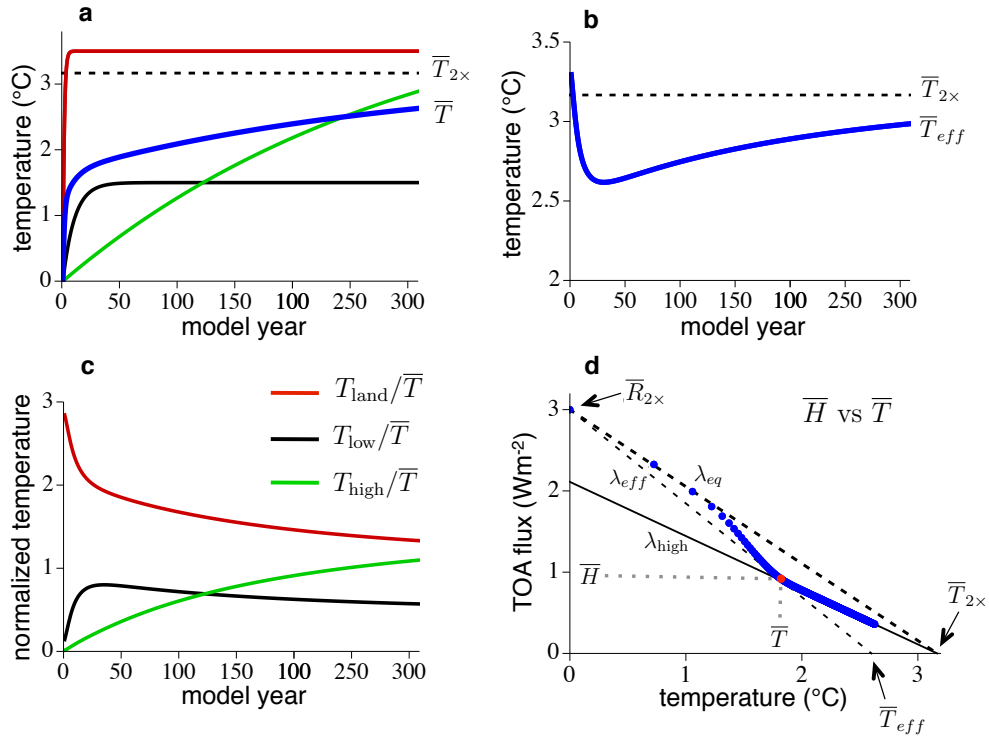 a
temperature (°C)
3
2
1
0
T̅2×
T̅
0 50 100 150 100 250 300
model year
b
temperature (°C)
3.5
3
2.5
2
T̅2×
T̅eff
0 50 100 150 100 250 300
model year
c
normalized temperature
3
2
1
0
Tland/T̅
Tlow/T̅
Thigh/T̅
0 50 100 150 100 250 300
model year
d
TOA flux (Wm-2)
3
2
1
0
R̅2×
H̅ vs T̅
λeff
λeq
λhigh
H̅
T̅
T̅2×
0 1 2 3
temperature (°C)
T̅eff